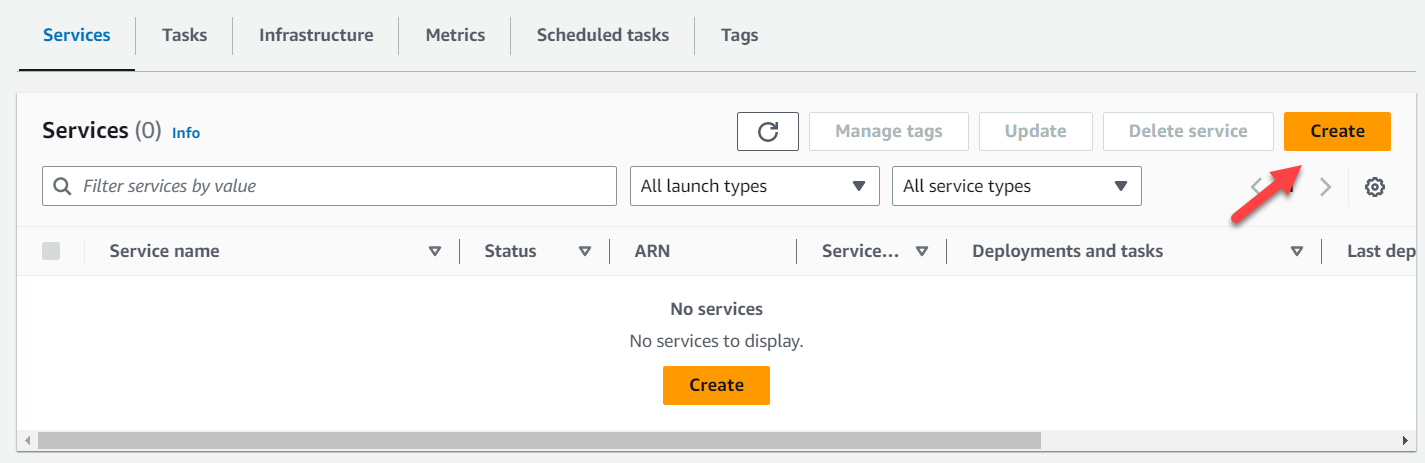 Services Tasks Infrastructure Metrics Scheduled tasks Tags
Services (0) Info Manage tags Update Delete service Create
Filter services by value All launch types All service types
Service name Status ARN Service... Deployments and tasks Last dep
No services
No services to display.
Create